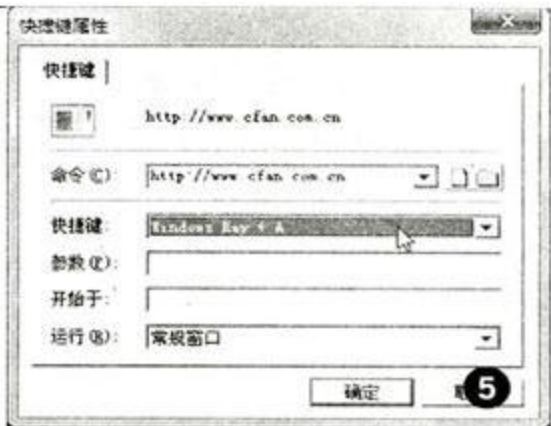 快捷键属性
快捷键
http://www.cfan.com.cn
命令(C): http://www.cfan.com.cn
快捷键: Windows Key + A
参数(P):
开始于:
运行(R): 常规窗口
确定
5